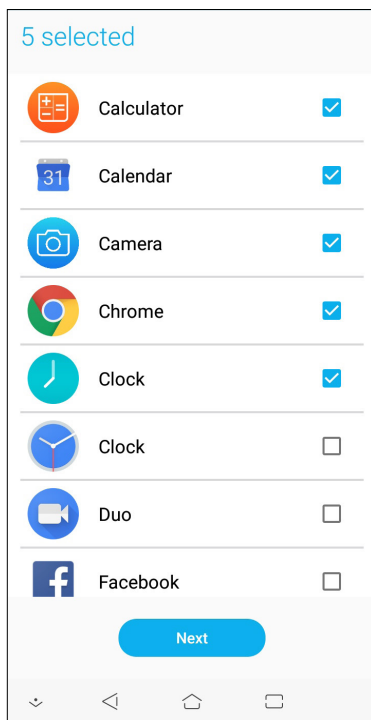 5 selected
Calculator
31
Calendar
Camera
Chrome
Clock
Clock
Duo
Facebook
Next